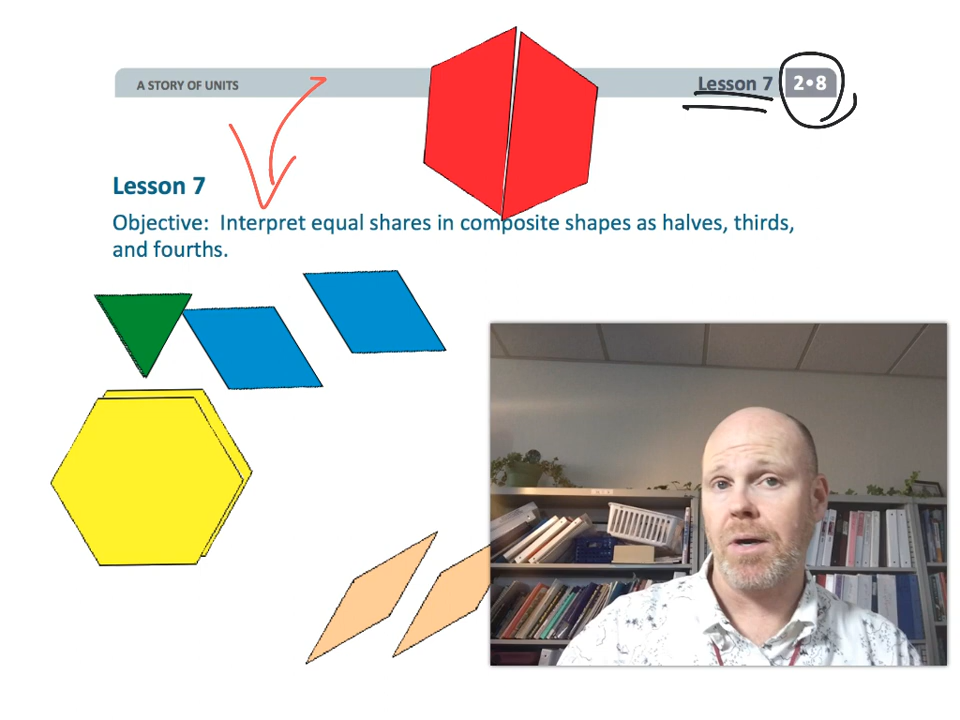 A STORY OF UNITS
Lesson 7 2•8
Lesson 7
Objective: Interpret equal shares in composite shapes as halves, thirds,
and fourths.